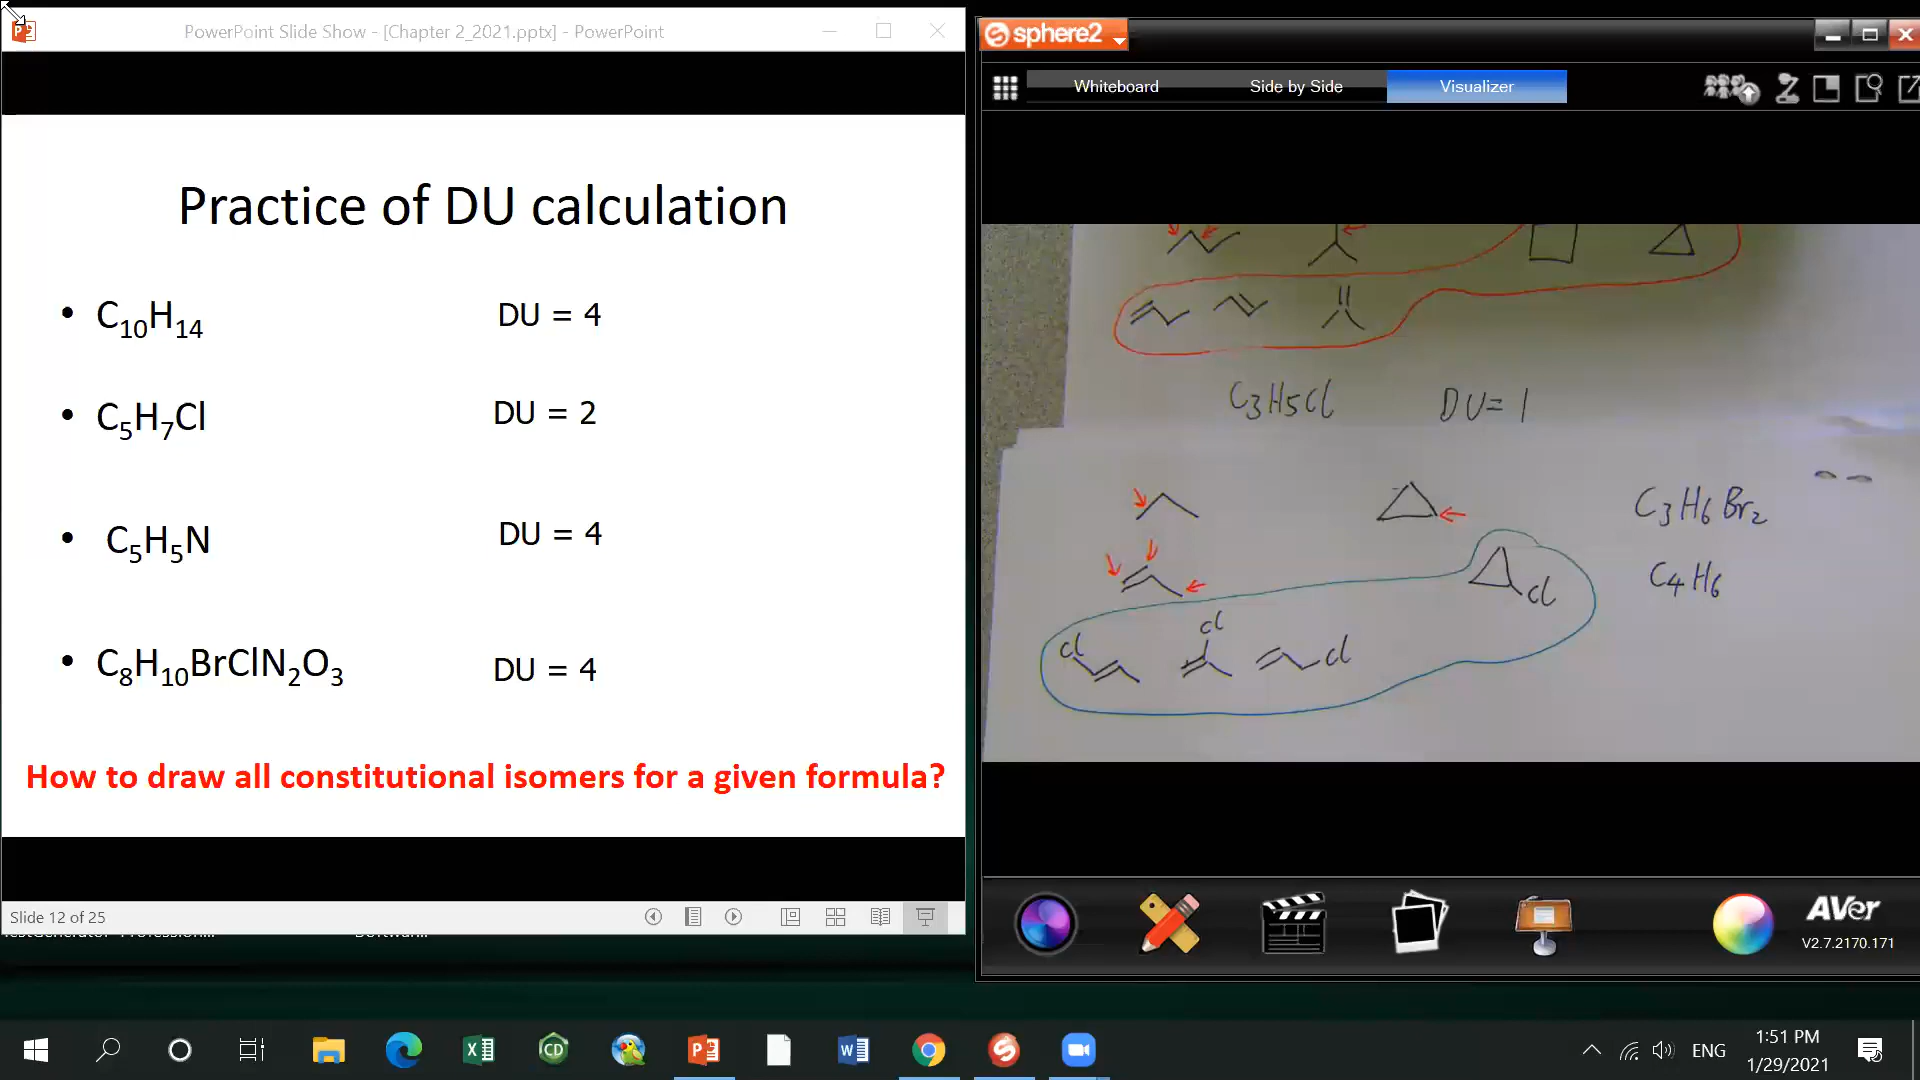 PowerPoint Slide Show - [Chapter 2_2021.pptx] - PowerPoint
Practice of DU calculation
• C₁₀H₁₄ DU = 4
• C₅H₇Cl DU = 2
• C₅H₅N DU = 4
• C₈H₁₀BrClN₂O₃ DU = 4
How to draw all constitutional isomers for a given formula?
Slide 12 of 25
sphere2
Whiteboard Side by Side Visualizer
C₃H₅Cl DU= 1
C₃H₆Br₂
C₄H₆
Cl
Cl
Cl
Cl
AVer
V2.7.2170.171
ENG
1:51 PM
1/29/2021